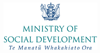 MINISTRY OF
SOCIAL DEVELOPMENT
Te Manatū Whakahiato Ora